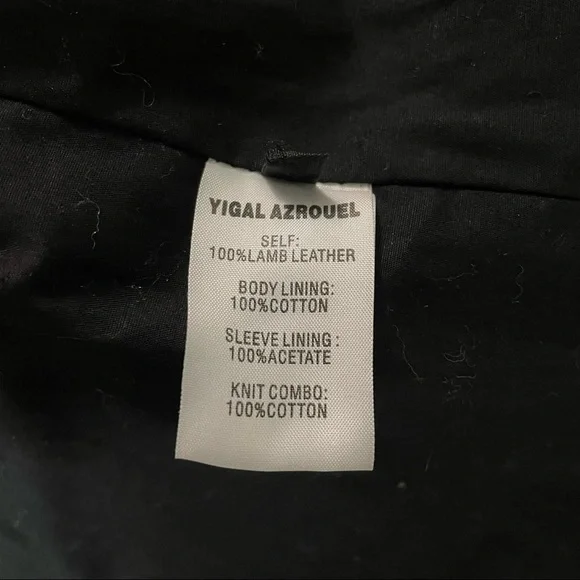 YIGAL AZROUEL
SELF:
100%LAMB LEATHER
BODY LINING:
100%COTTON
SLEEVE LINING:
100%ACETATE
KNIT COMBO:
100%COTTON